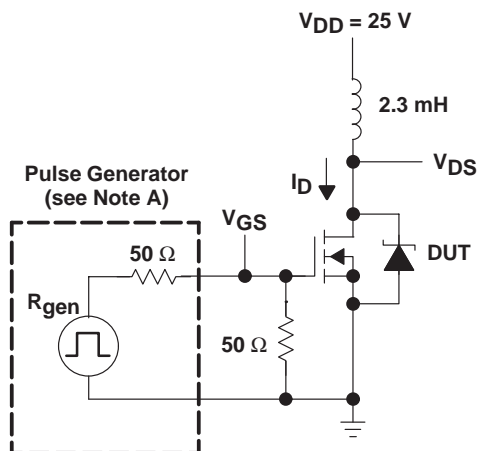 VDD = 25 V
2.3 mH
VDS
Pulse Generator
(see Note A)
ID
VGS
DUT
50 Ω
Rgen
50 Ω